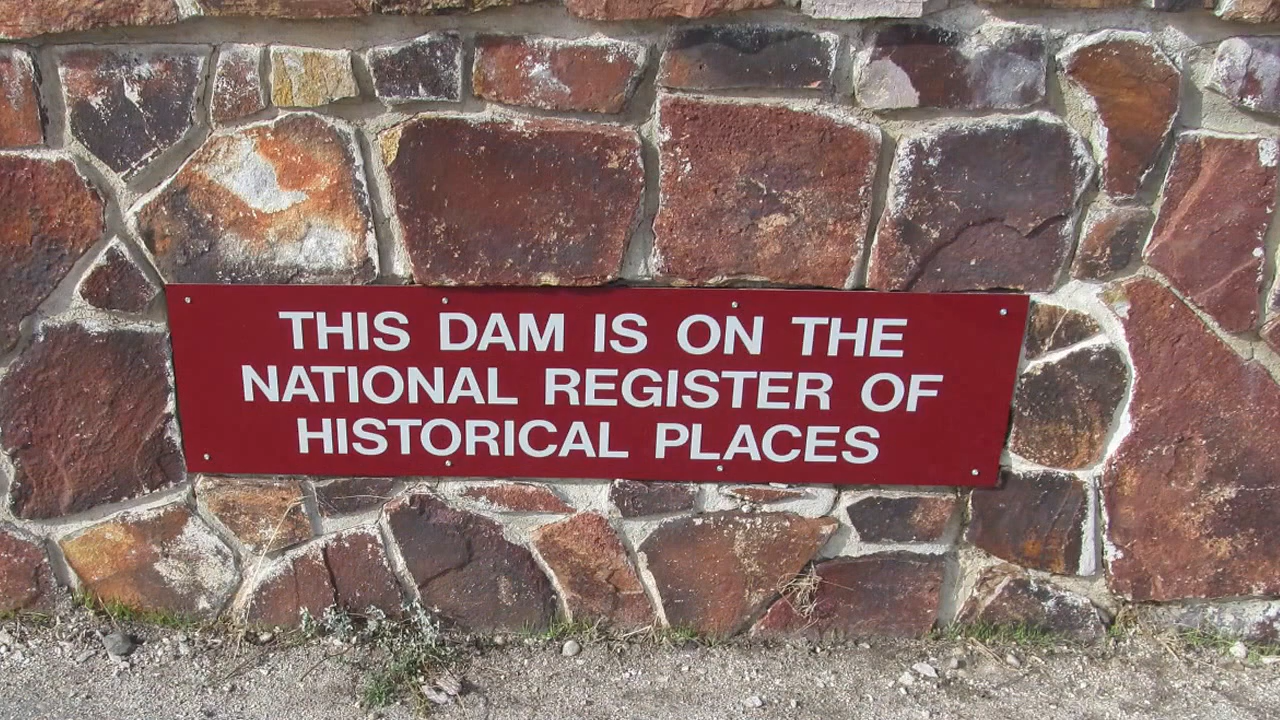 THIS DAM IS ON THE
NATIONAL REGISTER OF
HISTORICAL PLACES